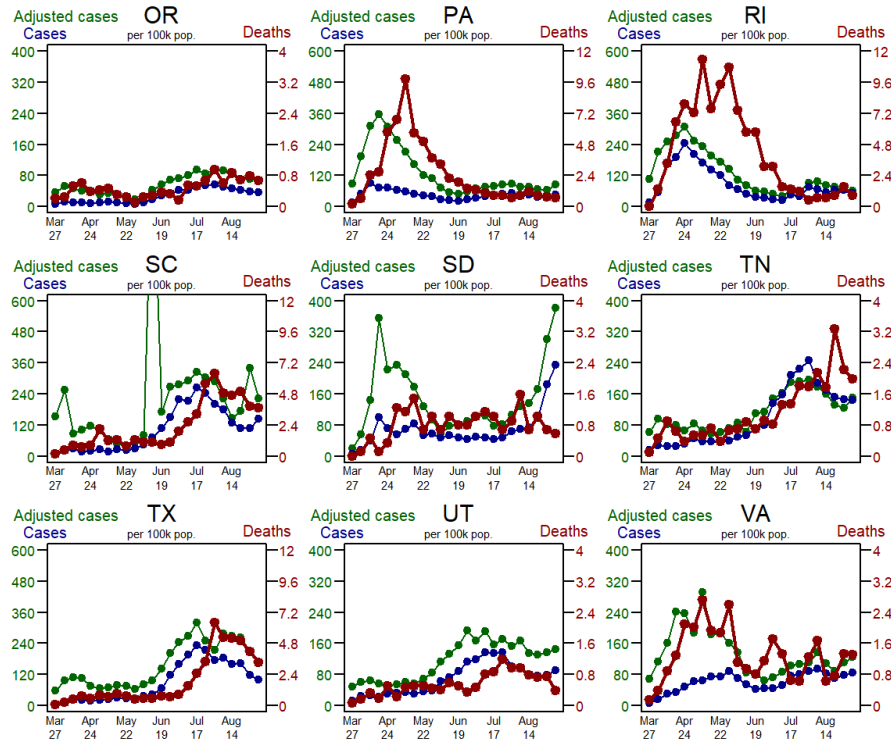 OR PA RI
Adjusted cases Adjusted cases Adjusted cases
Cases per 100k pop. Deaths Cases per 100k pop. Deaths Cases per 100k pop. Deaths
400 4 600 12 600 12
320 3.2 480 9.6 480 9.6
240 2.4 360 7.2 360 7.2
160 1.6 240 4.8 240 4.8
80 0.8 120 2.4 120 2.4
0 0 0 0 0 0
Mar Apr May Jun Jul Aug Mar Apr May Jun Jul Aug Mar Apr May Jun Jul Aug
27 24 22 19 17 14 27 24 22 19 17 14 27 24 22 19 17 14
SC SD TN
Adjusted cases Adjusted cases Adjusted cases
Cases per 100k pop. Deaths Cases per 100k pop. Deaths Cases per 100k pop. Deaths
600 12 400 4 400 4
480 9.6 320 3.2 320 3.2
360 7.2 240 2.4 240 2.4
240 4.8 160 1.6 160 1.6
120 2.4 80 0.8 80 0.8
0 0 0 0 0 0
Mar Apr May Jun Jul Aug Mar Apr May Jun Jul Aug Mar Apr May Jun Jul Aug
27 24 22 19 17 14 27 24 22 19 17 14 27 24 22 19 17 14
TX UT VA
Adjusted cases Adjusted cases Adjusted cases
Cases per 100k pop. Deaths Cases per 100k pop. Deaths Cases per 100k pop. Deaths
600 12 400 4 400 4
480 9.6 320 3.2 320 3.2
360 7.2 240 2.4 240 2.4
240 4.8 160 1.6 160 1.6
120 2.4 80 0.8 80 0.8
0 0 0 0 0 0
Mar Apr May Jun Jul Aug Mar Apr May Jun Jul Aug Mar Apr May Jun Jul Aug
27 24 22 19 17 14 27 24 22 19 17 14 27 24 22 19 17 14